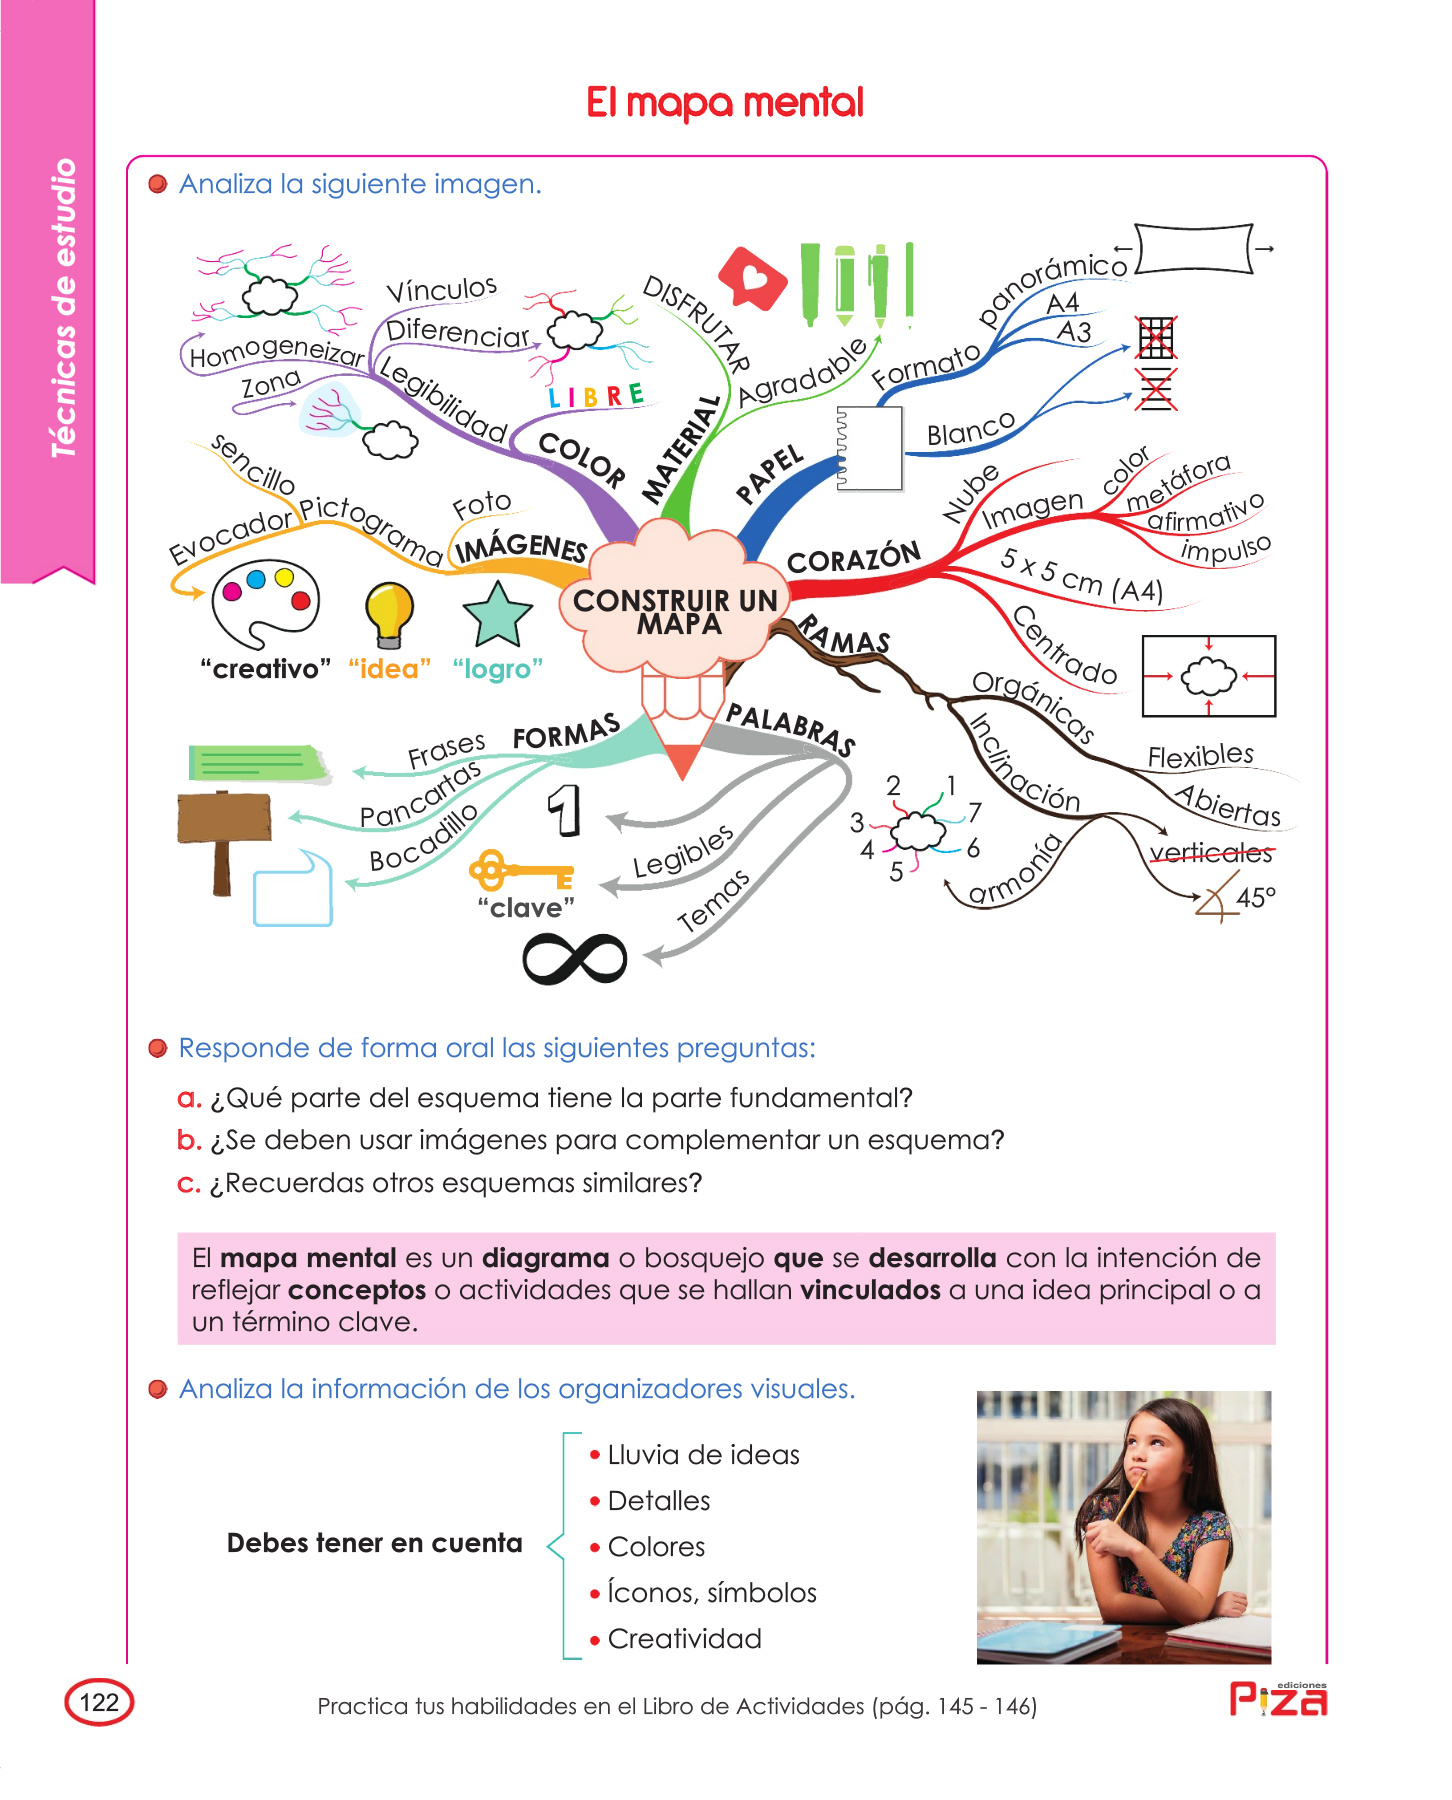 Técnicas de estudio
El mapa mental
Analiza la siguiente imagen.
Vínculos
Diferenciar
Homogeneizar
Zona
Legibilidad
LIBRE
COLOR
DISFRUTAR
Agradable
MATERIAL
panorámico
A4
A3
Formato
Blanco
PAPEL
sencillo
Evocador
Pictograma
Foto
IMÁGENES
“creativo”
“idea”
“logro”
CONSTRUIR UN
MAPA
CORAZÓN
Nube
Imagen
color
metáfora
afirmativo
impulso
5 x 5 cm (A4)
Centrado
RAMAS
Orgánicas
Flexibles
Abiertas
Inclinación
verticales
45º
armonía
1
2
3
4
5
6
7
FORMAS
Frases
Pancartas
Bocadillo
PALABRAS
1
Legibles
“clave”
Temas
Responde de forma oral las siguientes preguntas:
a. ¿Qué parte del esquema tiene la parte fundamental?
b. ¿Se deben usar imágenes para complementar un esquema?
c. ¿Recuerdas otros esquemas similares?
El mapa mental es un diagrama o bosquejo que se desarrolla con la intención de
reflejar conceptos o actividades que se hallan vinculados a una idea principal o a
un término clave.
Analiza la información de los organizadores visuales.
Debes tener en cuenta
• Lluvia de ideas
• Detalles
• Colores
• Íconos, símbolos
• Creatividad
122
Practica tus habilidades en el Libro de Actividades (pág. 145 - 146)
ediciones
Piza